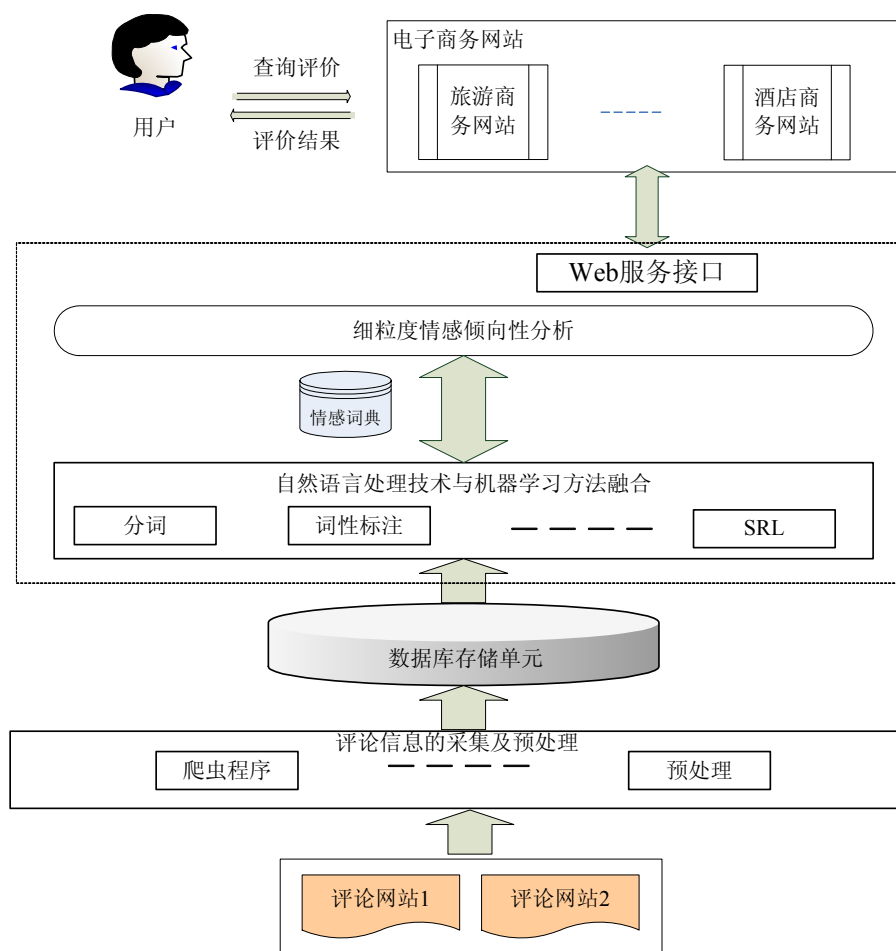 电子商务网站
查询评价
评价结果
用户
旅游商
务网站
酒店商
务网站
Web服务接口
细粒度情感倾向性分析
情感词典
自然语言处理技术与机器学习方法融合
分词
词性标注
SRL
数据库存储单元
评论信息的采集及预处理
爬虫程序
预处理
评论网站1
评论网站2